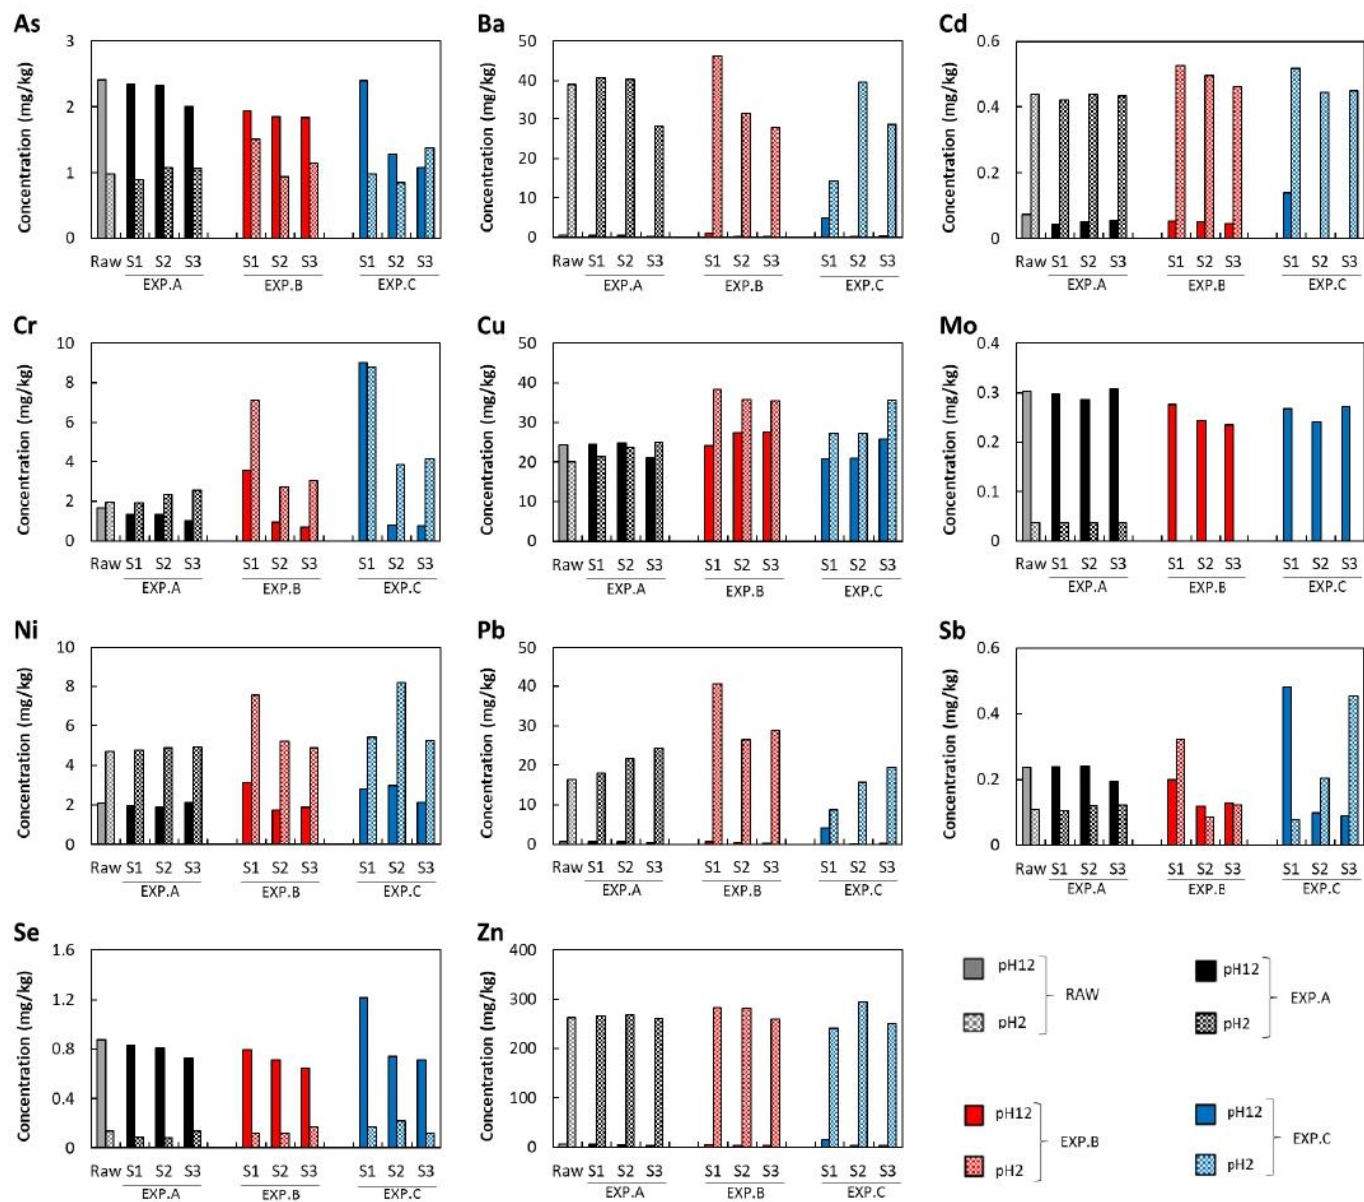 As
Concentration (mg/kg)
3
2
1
0
Raw S1 S2 S3 S1 S2 S3 S1 S2 S3
EXP.A EXP.B EXP.C
Ba
Concentration (mg/kg)
50
40
30
20
10
0
Raw S1 S2 S3 S1 S2 S3 S1 S2 S3
EXP.A EXP.B EXP.C
Cd
Concentration (mg/kg)
0.6
0.4
0.2
0
Raw S1 S2 S3 S1 S2 S3 S1 S2 S3
EXP.A EXP.B EXP.C
Cr
Concentration (mg/kg)
10
8
6
4
2
0
Raw S1 S2 S3 S1 S2 S3 S1 S2 S3
EXP.A EXP.B EXP.C
Cu
Concentration (mg/kg)
50
40
30
20
10
0
Raw S1 S2 S3 S1 S2 S3 S1 S2 S3
EXP.A EXP.B EXP.C
Mo
Concentration (mg/kg)
0.4
0.3
0.2
0.1
0
Raw S1 S2 S3 S1 S2 S3 S1 S2 S3
EXP.A EXP.B EXP.C
Ni
Concentration (mg/kg)
10
8
6
4
2
0
Raw S1 S2 S3 S1 S2 S3 S1 S2 S3
EXP.A EXP.B EXP.C
Pb
Concentration (mg/kg)
50
40
30
20
10
0
Raw S1 S2 S3 S1 S2 S3 S1 S2 S3
EXP.A EXP.B EXP.C
Sb
Concentration (mg/kg)
0.6
0.4
0.2
0
Raw S1 S2 S3 S1 S2 S3 S1 S2 S3
EXP.A EXP.B EXP.C
Se
Concentration (mg/kg)
1.6
1.2
0.8
0.4
0
Raw S1 S2 S3 S1 S2 S3 S1 S2 S3
EXP.A EXP.B EXP.C
Zn
Concentration (mg/kg)
400
300
200
100
0
Raw S1 S2 S3 S1 S2 S3 S1 S2 S3
EXP.A EXP.B EXP.C
pH12
pH2
RAW
pH12
pH2
EXP.A
pH12
pH2
EXP.B
pH12
pH2
EXP.C